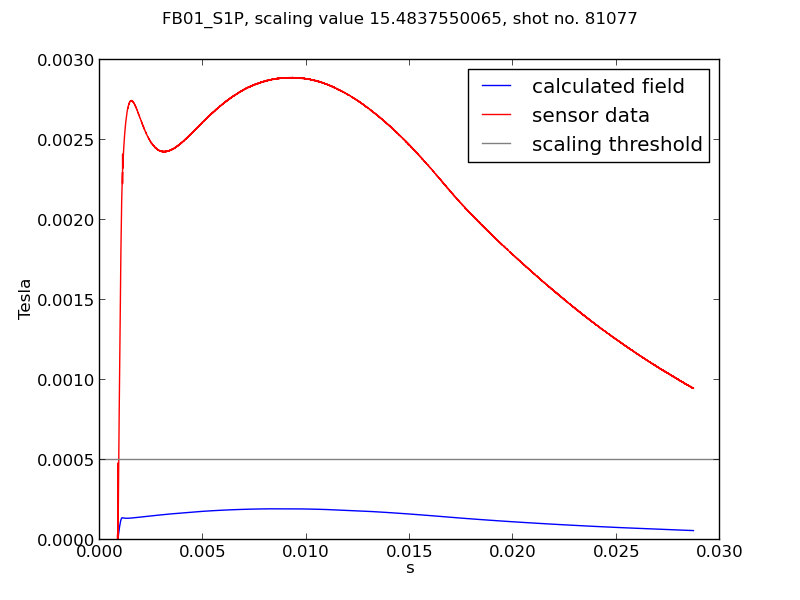 FB01_S1P, scaling value 15.4837550065, shot no. 81077
calculated field
sensor data
scaling threshold
0.0030
0.0025
0.0020
0.0015
0.0010
0.0005
0.0000
Tesla
0.000 0.005 0.010 0.015 0.020 0.025 0.030
s